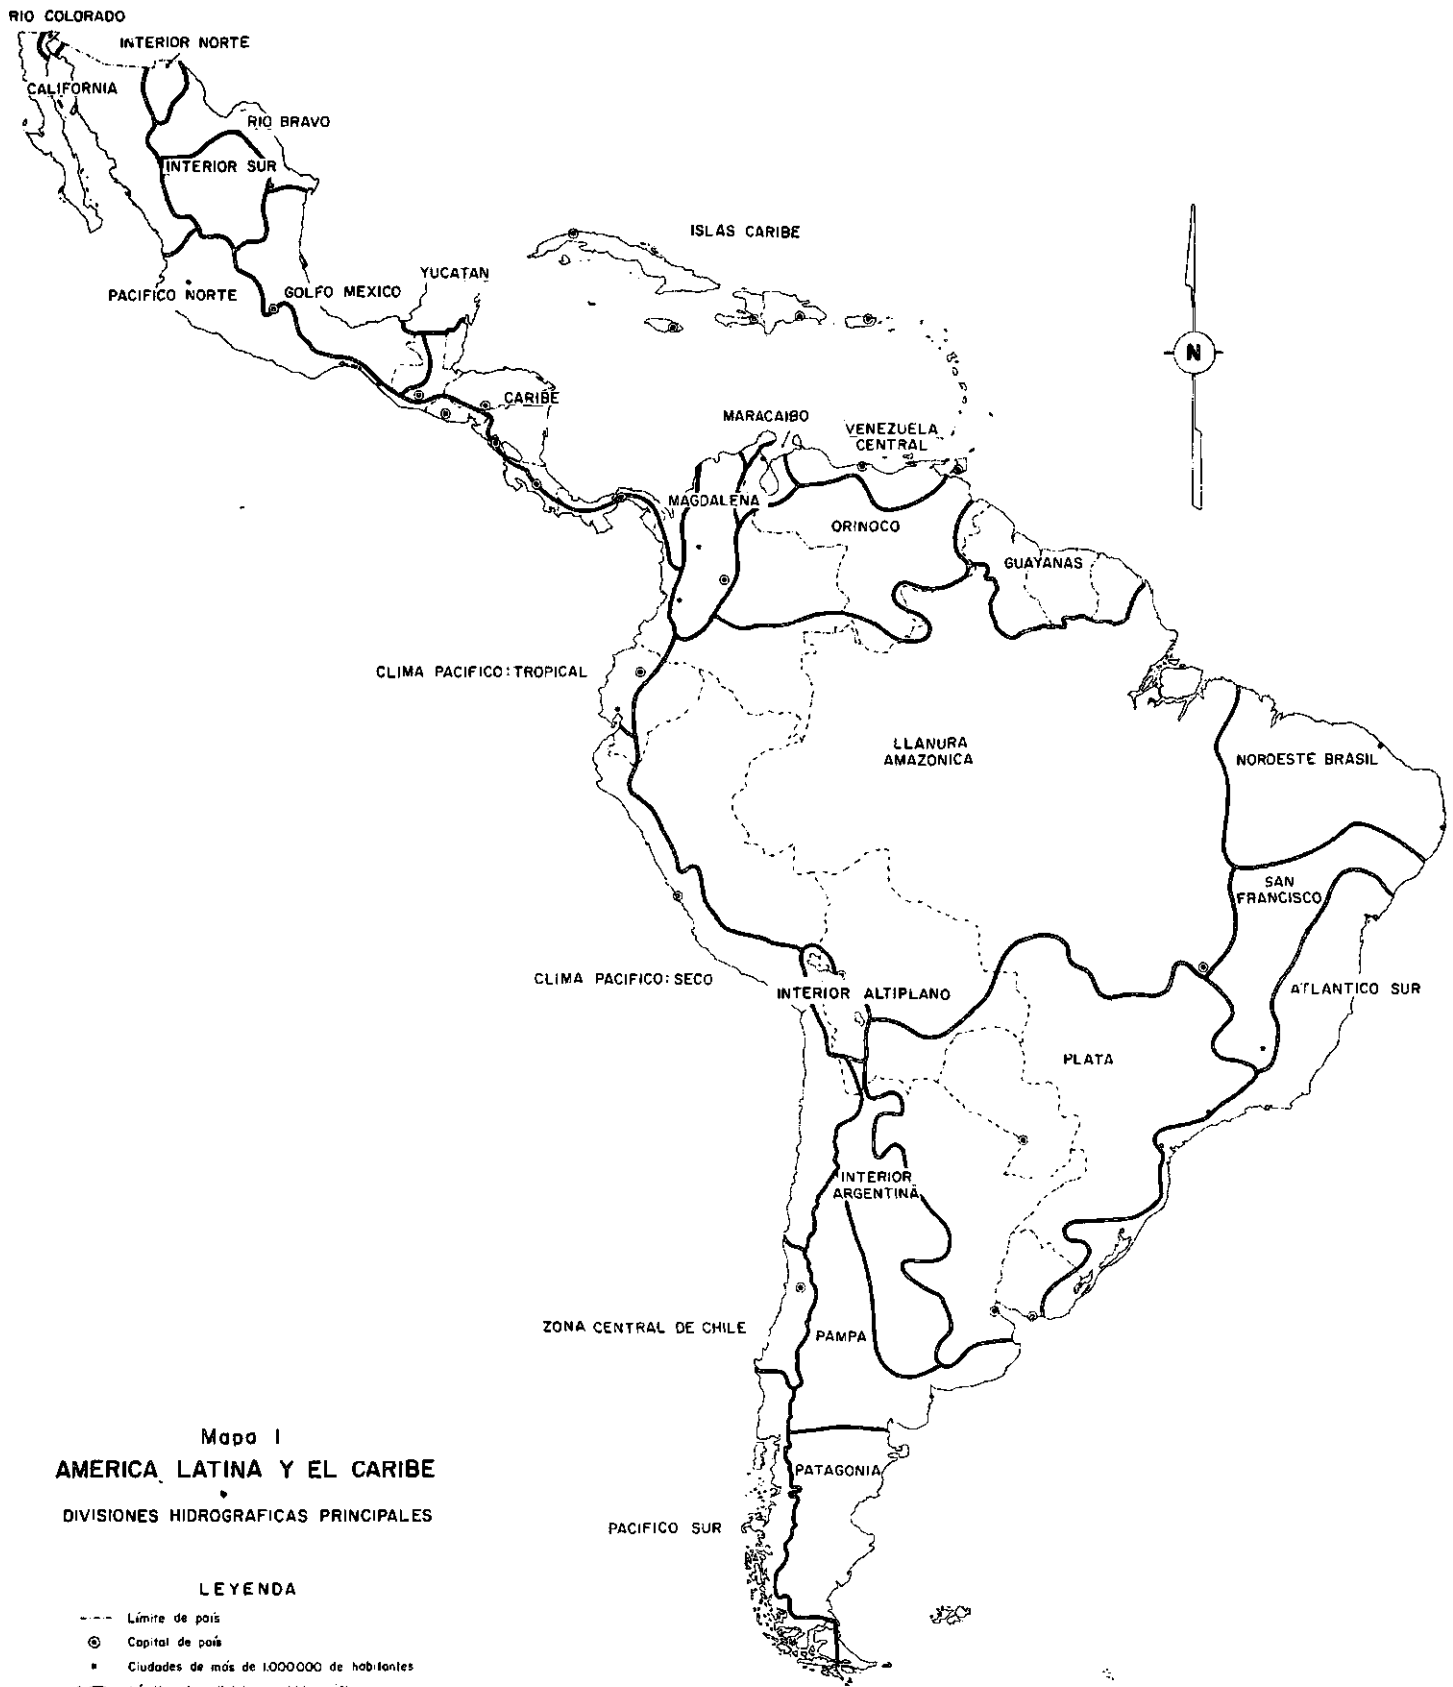 RIO COLORADO
INTERIOR NORTE
CALIFORNIA
RIO BRAVO
INTERIOR SUR
ISLAS CARIBE
YUCATAN
PACIFICO NORTE
GOLFO MEXICO
N
CARIBE
MARACAIBO
VENEZUELA
CENTRAL
MAGDALENA
ORINOCO
GUAYANAS
CLIMA PACIFICO: TROPICAL
LLANURA
AMAZONICA
NORDESTE BRASIL
SAN
FRANCISCO
CLIMA PACIFICO: SECO
INTERIOR ALTIPLANO
ATLANTICO SUR
PLATA
INTERIOR
ARGENTINA
ZONA CENTRAL DE CHILE
PAMPA
PATAGONIA
PACIFICO SUR
Mapa I
AMERICA LATINA Y EL CARIBE
DIVISIONES HIDROGRAFICAS PRINCIPALES
LEYENDA
Límite de país
Capital de país
Ciudades de más de 1.000000 de habitantes